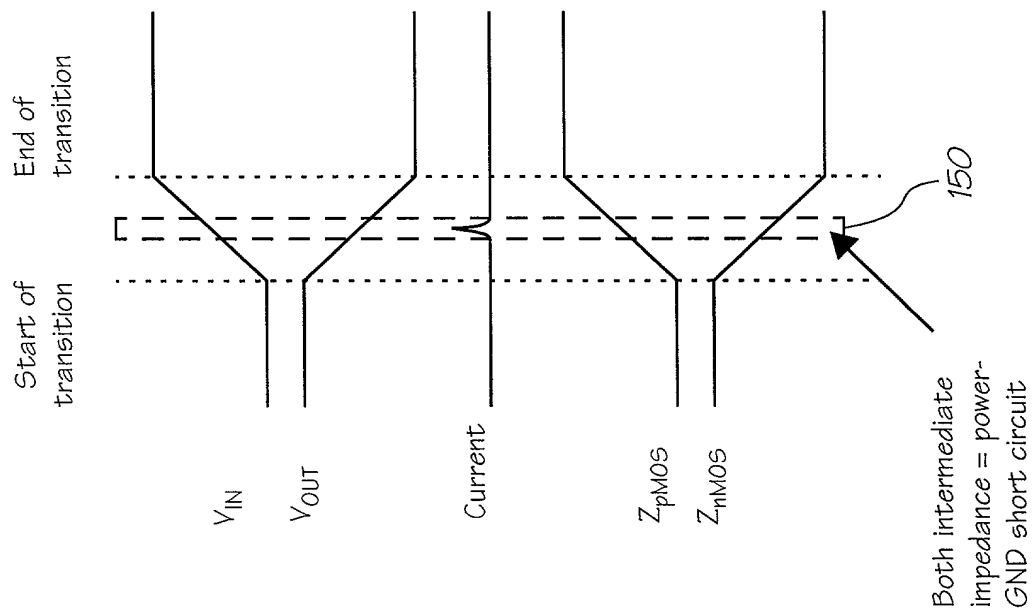 Start of
transition
End of
transition
V_IN
V_OUT
Current
Z_pMOS
Z_nMOS
150
Both intermediate
impedance = power-
GND short circuit